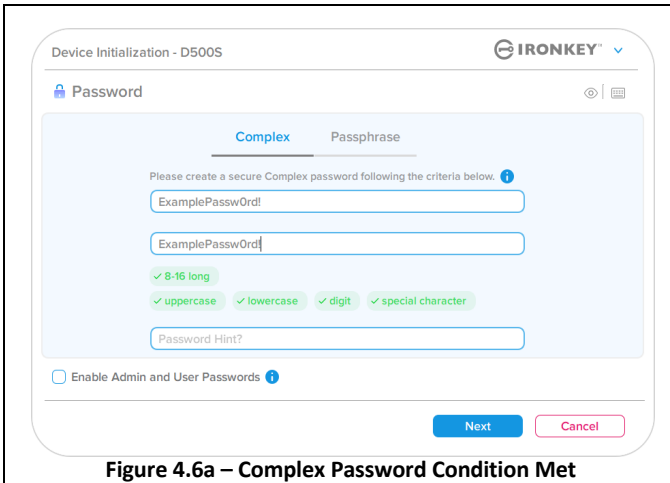 Device Initialization - D500S IRONKEY™
Password
Complex Passphrase
Please create a secure Complex password following the criteria below.
ExamplePassw0rd!
ExamplePassw0rd!
✓ 8-16 long
✓ uppercase ✓ lowercase ✓ digit ✓ special character
Password Hint?
Enable Admin and User Passwords
Next Cancel
Figure 4.6a – Complex Password Condition Met